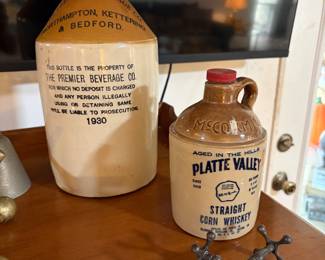 NORTHAMPTON, KETTERING
& BEDFORD.
THIS BOTTLE IS THE PROPERTY OF
THE PREMIER BEVERAGE CO.
FOR WHICH NO DEPOSIT IS CHARGED
AND ANY PERSON ILLEGALLY
USING OR DETAINING SAME
WILL BE LIABLE TO PROSECUTION.
1930
McCORMICK
AGED IN THE HILLS
PLATTE VALLEY
STRAIGHT
CORN WHISKEY